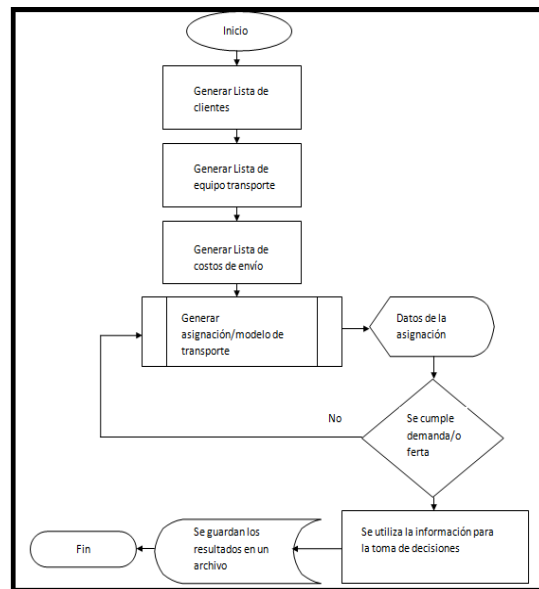 Inicio
Generar Lista de
clientes
Generar Lista de
equipo transporte
Generar Lista de
costos de envío
Generar
asignación/modelo de
transporte
Datos de la
asignación
No
Se cumple
demanda/o
ferta
Se utiliza la información para
la toma de decisiones
Se guardan los
resultados en un
archivo
Fin